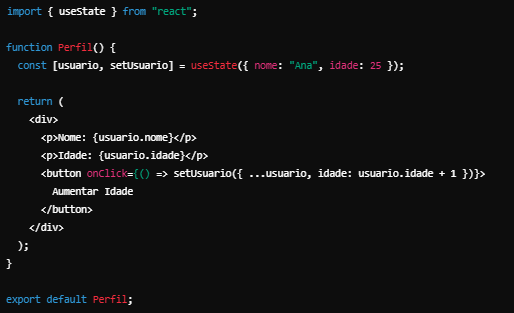 import { useState } from "react";
function Perfil() {
const [usuario, setUsuario] = useState({ nome: "Ana", idade: 25 });
return (
<div>
<p>Nome: {usuario.nome}</p>
<p>Idade: {usuario.idade}</p>
<button onClick={() => setUsuario({ ...usuario, idade: usuario.idade + 1 })}>
Aumentar Idade
</button>
</div>
);
}
export default Perfil;